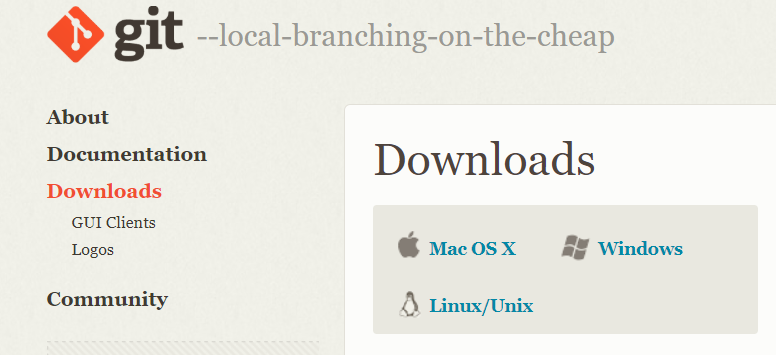 git --local-branching-on-the-cheap
About
Documentation
Downloads
GUI Clients
Logos
Community
Downloads
Mac OS X
Windows
Linux/Unix